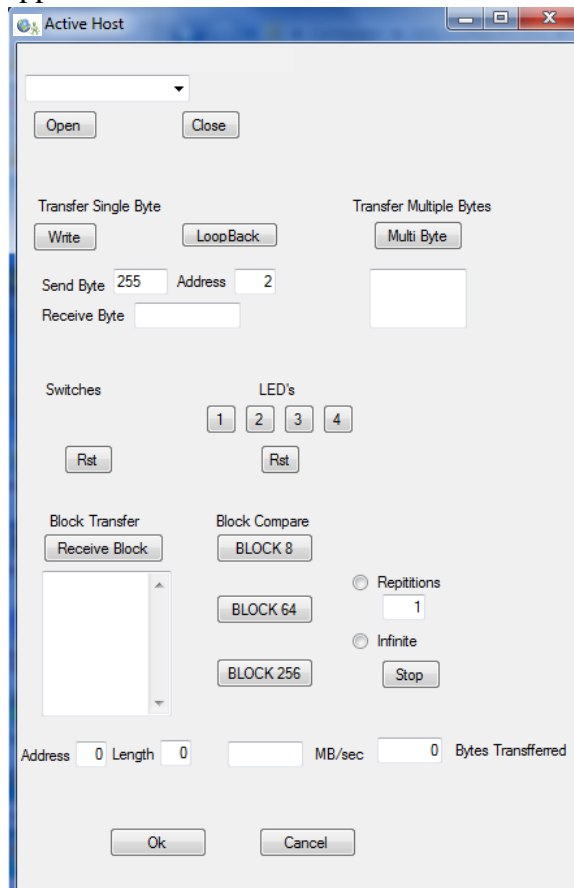 Active Host
Open Close
Transfer Single Byte Transfer Multiple Bytes
Write LoopBack Multi Byte
Send Byte 255 Address 2
Receive Byte
Switches LED's
1 2 3 4
Rst Rst
Block Transfer Block Compare
Receive Block BLOCK 8
Repititions
BLOCK 64 1
Infinite
BLOCK 256 Stop
Address 0 Length 0 MB/sec 0 Bytes Transfferred
Ok Cancel